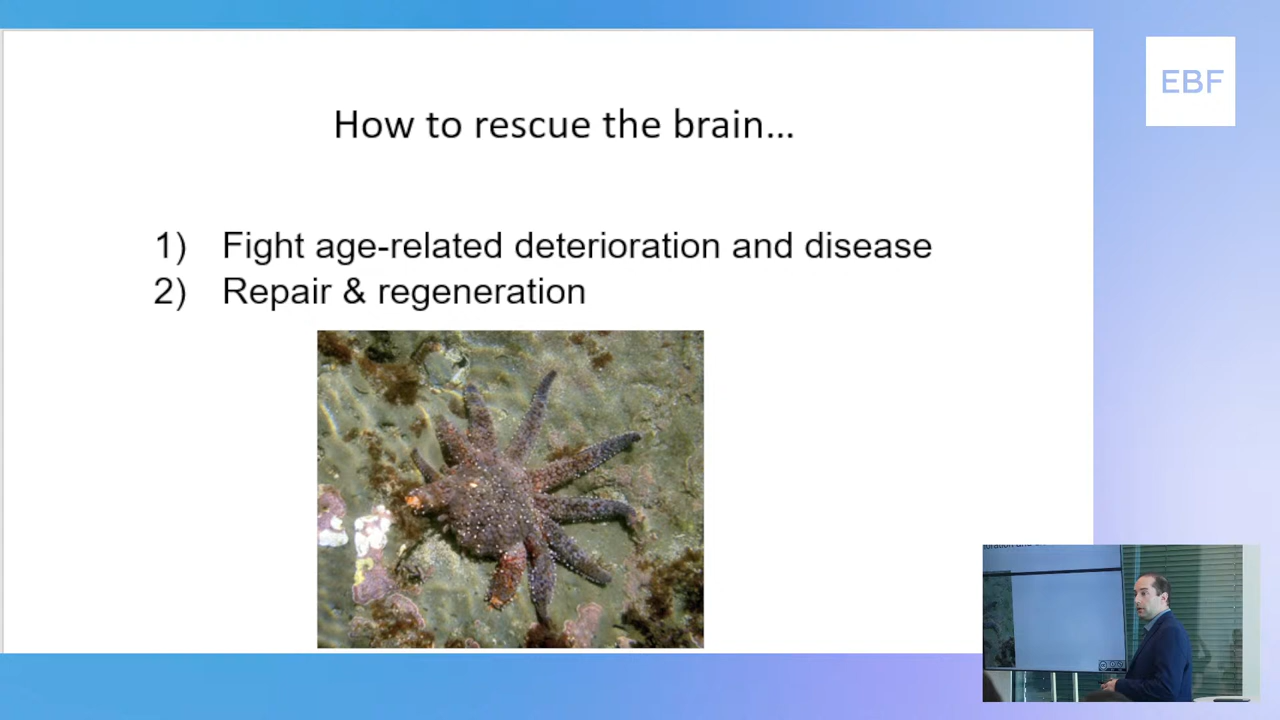 How to rescue the brain...
1) Fight age-related deterioration and disease
2) Repair & regeneration
EBF